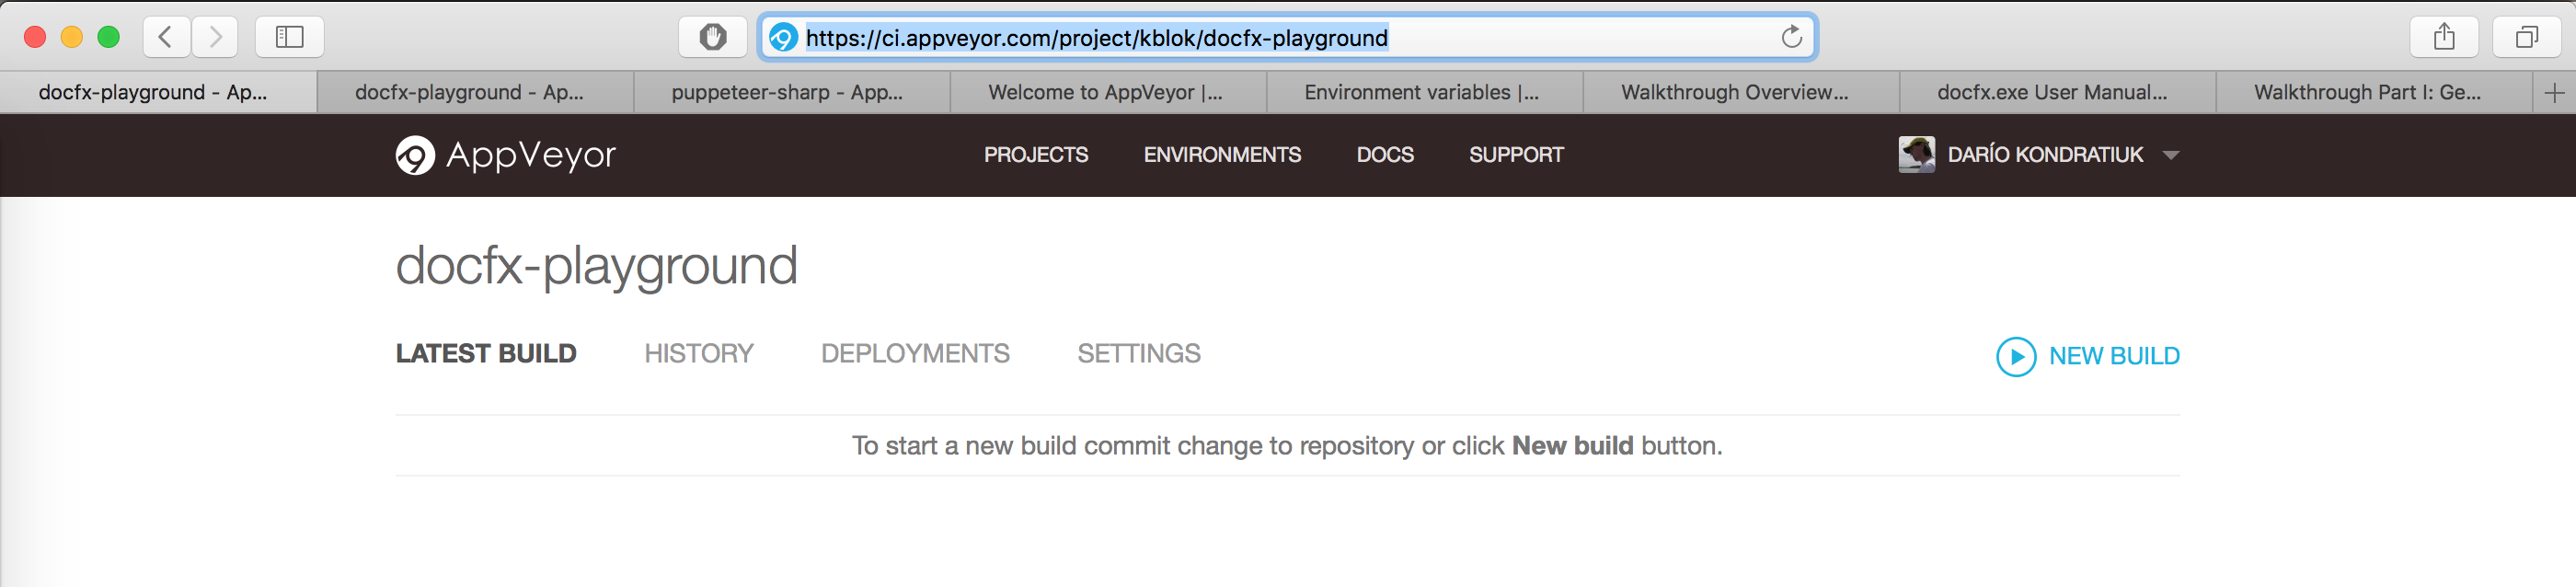 https://ci.appveyor.com/project/kblok/docfx-playground
docfx-playground - Ap... docfx-playground - Ap... puppeteer-sharp - App... Welcome to AppVeyor |... Environment variables |... Walkthrough Overview... docfx.exe User Manual... Walkthrough Part I: Ge...
AppVeyor PROJECTS ENVIRONMENTS DOCS SUPPORT DARÍO KONDRATIUK
docfx-playground
LATEST BUILD HISTORY DEPLOYMENTS SETTINGS NEW BUILD
To start a new build commit change to repository or click New build button.